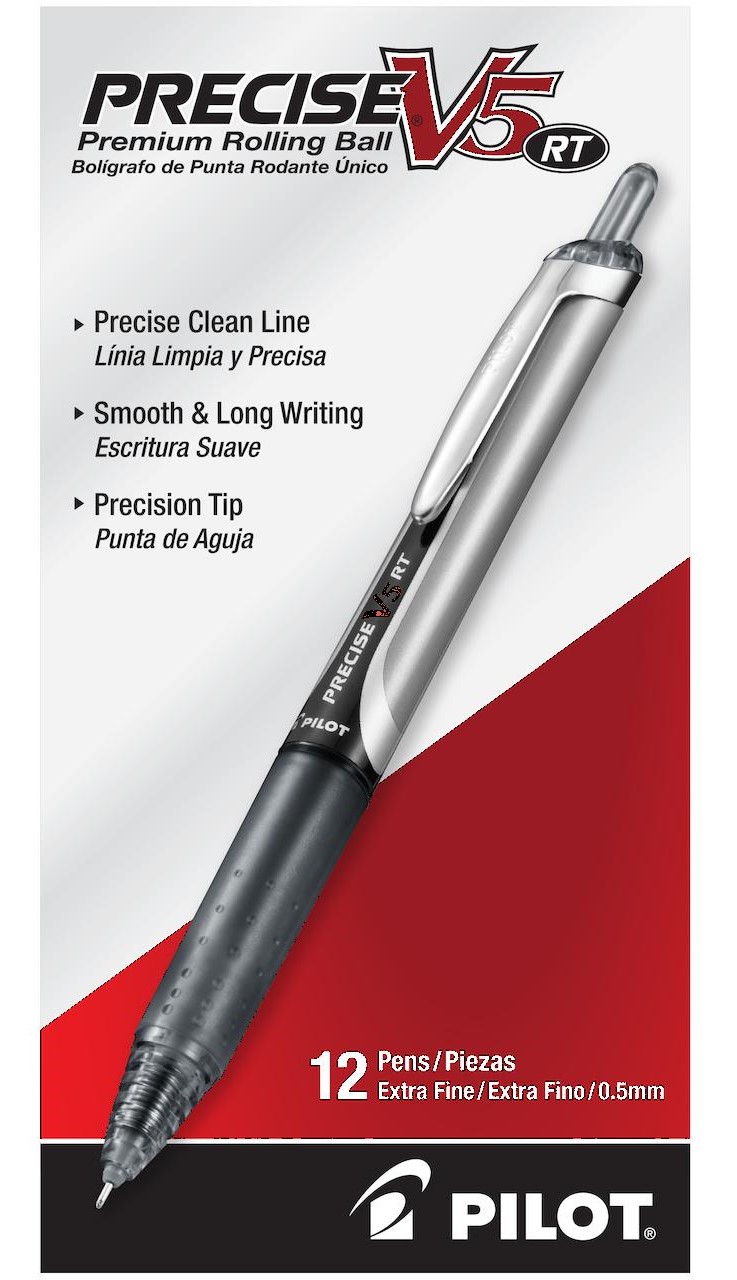 PRECISE V5 RT
Premium Rolling Ball
Bolígrafo de Punta Rodante Único
Precise Clean Line
Línia Limpia y Precisa
Smooth & Long Writing
Escritura Suave
Precision Tip
Punta de Aguja
PILOT
PRECISE V5 RT
PILOT
12 Pens/Piezas
Extra Fine/Extra Fino/0.5mm
PILOT®